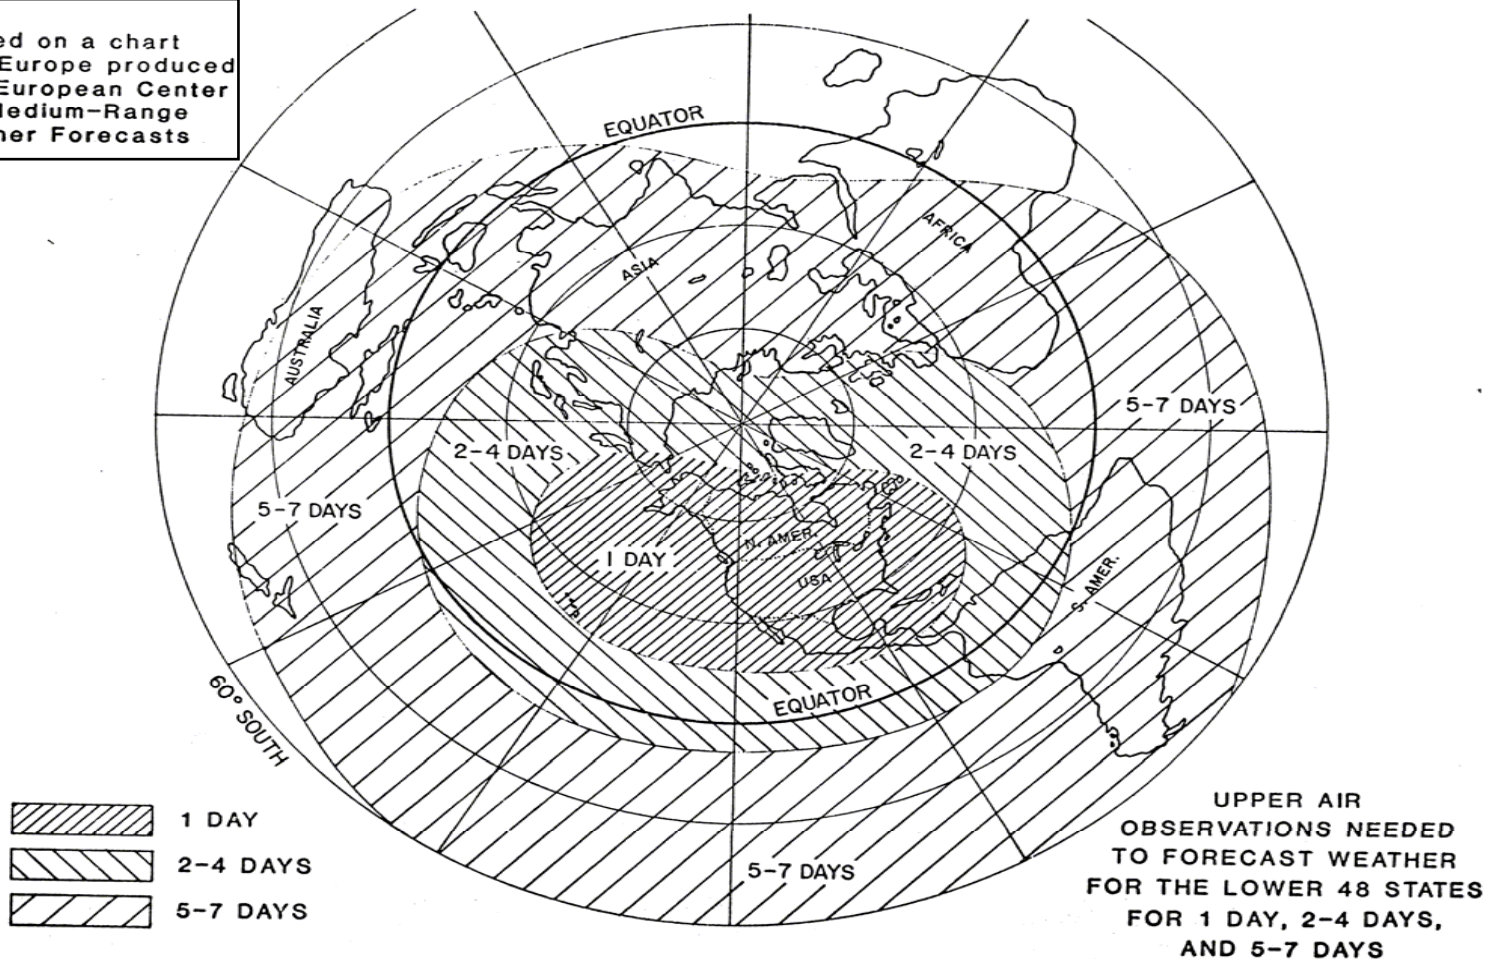 ed on a chart
Europe produced
European Center
Medium-Range
her Forecasts
EQUATOR
AFRICA
ASIA
AUSTRALIA
5-7 DAYS
2-4 DAYS
2-4 DAYS
5-7 DAYS
N. AMER.
1 DAY
USA
S. AMER.
EQUATOR
60° SOUTH
5-7 DAYS
1 DAY
2-4 DAYS
5-7 DAYS
UPPER AIR
OBSERVATIONS NEEDED
TO FORECAST WEATHER
FOR THE LOWER 48 STATES
FOR 1 DAY, 2-4 DAYS,
AND 5-7 DAYS